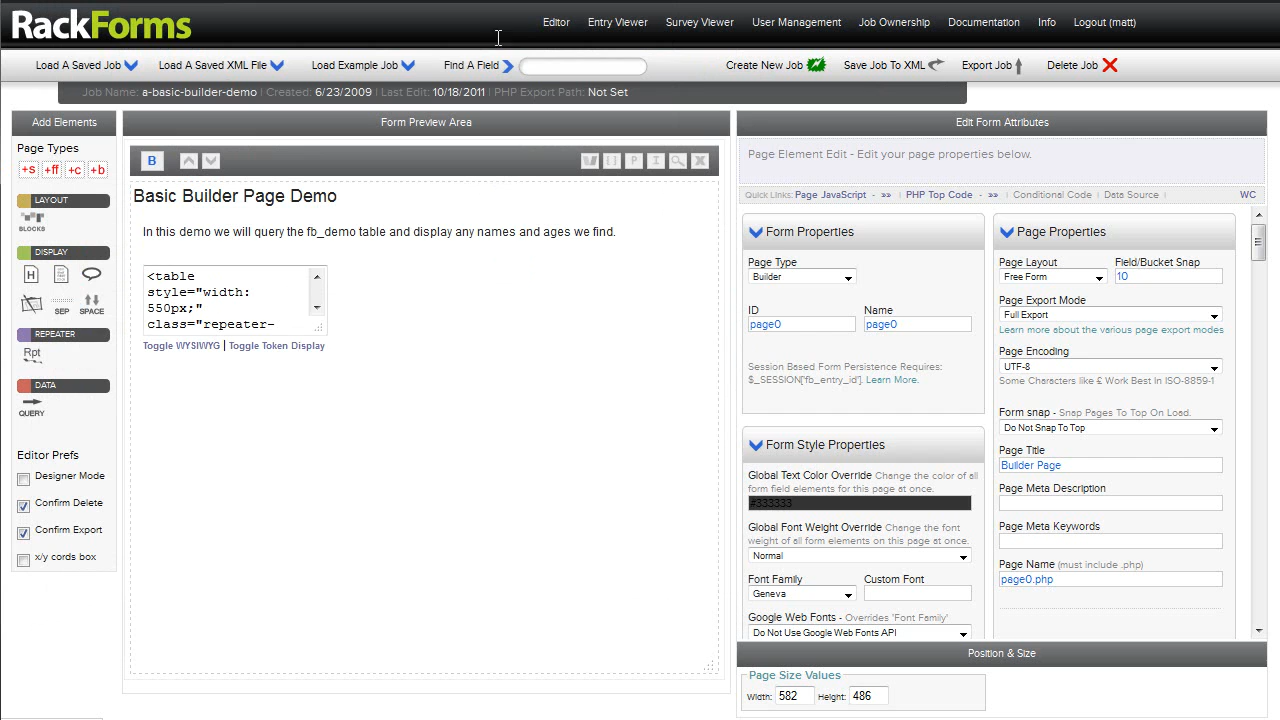 RackForms
Editor Entry Viewer Survey Viewer User Management Job Ownership Documentation Info Logout (matt)
Load A Saved Job Load A Saved XML File Load Example Job Find A Field Create New Job Save Job To XML Export Job Delete Job
Job Name: a-basic-builder-demo | Created: 6/23/2009 | Last Edit: 10/18/2011 | PHP Export Path: Not Set
Add Elements
Page Types
+s +ff +c +b
LAYOUT
BLOCKS
DISPLAY
H
SEP SPACE
REPEATER
Rpt
DATA
QUERY
Editor Prefs
Designer Mode
Confirm Delete
Confirm Export
x/y cords box
Form Preview Area
B
P I
Basic Builder Page Demo
In this demo we will query the fb_demo table and display any names and ages we find.
<table
style="width:
550px;"
class="repeater-
Toggle WYSIWYG | Toggle Token Display
Edit Form Attributes
Page Element Edit - Edit your page properties below.
Quick Links: Page JavaScript - »» | PHP Top Code - »» | Conditional Code | Data Source | WC
Form Properties
Page Type
Builder
ID Name
page0 page0
Session Based Form Persistence Requires:
$_SESSION['fb_entry_id']. Learn More.
Form Style Properties
Global Text Color Override Change the color of all
form field elements for this page at once.
#333333
Global Font Weight Override Change the font
weight of all form elements on this page at once.
Normal
Font Family Custom Font
Geneva
Google Web Fonts - Overrides 'Font Family'
Do Not Use Google Web Fonts API
Page Properties
Page Layout Field/Bucket Snap
Free Form 10
Page Export Mode
Full Export
Learn more about the various page export modes
Page Encoding
UTF-8
Some Characters like £ Work Best In ISO-8859-1
Form snap - Snap Pages To Top On Load.
Do Not Snap To Top
Page Title
Builder Page
Page Meta Description
Page Meta Keywords
Page Name (must include .php)
page0.php
Position & Size
Page Size Values
Width: 582 Height: 486